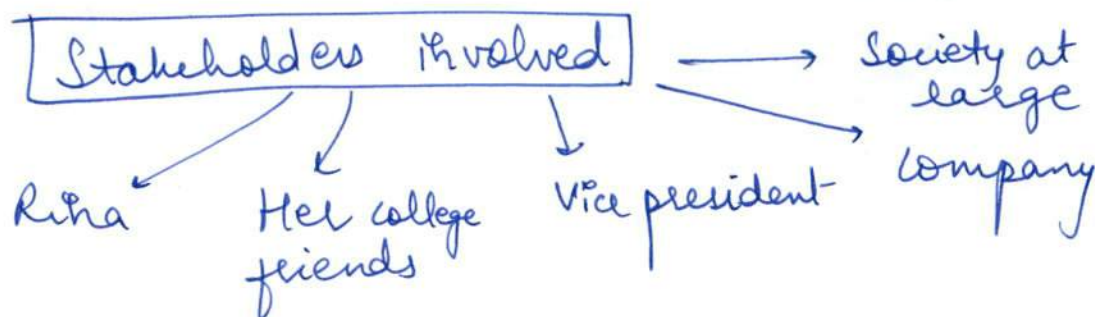 Stakeholders involved
Society at
large
Company
Rina
Her college
friends
Vice president